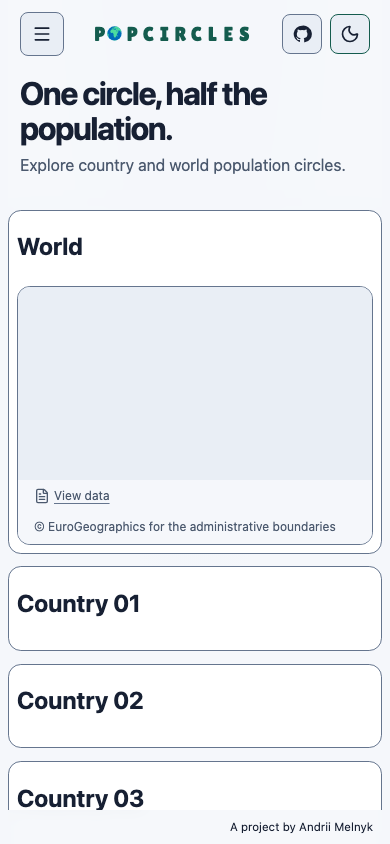 P🌍PCIRCLES
One circle, half the
population.
Explore country and world population circles.
World
View data
© EuroGeographics for the administrative boundaries
Country 01
Country 02
Country 03
A project by Andrii Melnyk